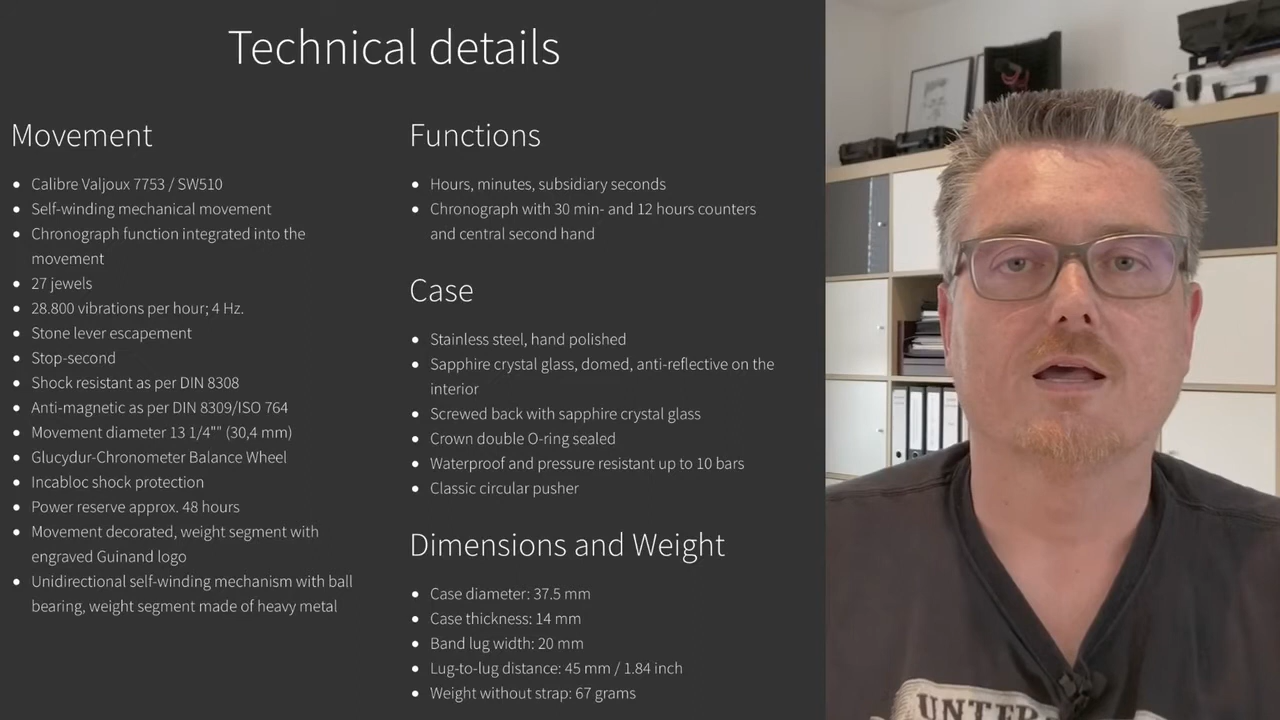 Technical details
Movement
• Calibre Valjoux 7753 / SW510
• Self-winding mechanical movement
• Chronograph function integrated into the
movement
• 27 jewels
• 28.800 vibrations per hour; 4 Hz.
• Stone lever escapement
• Stop-second
• Shock resistant as per DIN 8308
• Anti-magnetic as per DIN 8309/ISO 764
• Movement diameter 13 1/4"" (30,4 mm)
• Glucydur-Chronometer Balance Wheel
• Incabloc shock protection
• Power reserve approx. 48 hours
• Movement decorated, weight segment with
engraved Guinand logo
• Unidirectional self-winding mechanism with ball
bearing, weight segment made of heavy metal
Functions
• Hours, minutes, subsidiary seconds
• Chronograph with 30 min- and 12 hours counters
and central second hand
Case
• Stainless steel, hand polished
• Sapphire crystal glass, domed, anti-reflective on the
interior
• Screwed back with sapphire crystal glass
• Crown double O-ring sealed
• Waterproof and pressure resistant up to 10 bars
• Classic circular pusher
Dimensions and Weight
• Case diameter: 37.5 mm
• Case thickness: 14 mm
• Band lug width: 20 mm
• Lug-to-lug distance: 45 mm / 1.84 inch
• Weight without strap: 67 grams
UNTER